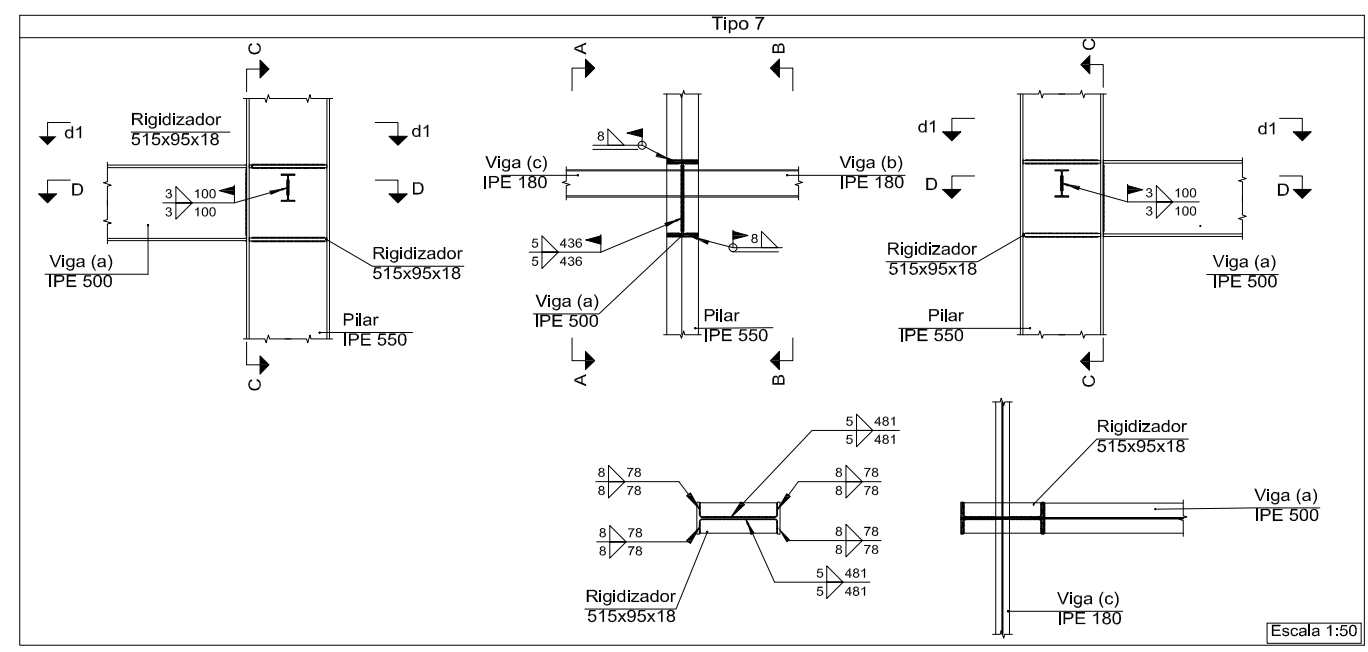 Tipo 7
C
d1
Rigidizador
515x95x18
d1
D
3 100
3 100
D
Viga (a)
IPE 500
Rigidizador
515x95x18
Pilar
IPE 550
C
A
B
8
Viga (c)
IPE 180
Viga (b)
IPE 180
5 436
5 436
8
Viga (a)
IPE 500
Pilar
IPE 550
A
B
C
d1
d1
D
3 100
3 100
D
Rigidizador
515x95x18
Viga (a)
IPE 500
Pilar
IPE 550
C
5 481
5 481
8 78
8 78
8 78
8 78
8 78
8 78
8 78
8 78
5 481
5 481
Rigidizador
515x95x18
Rigidizador
515x95x18
Viga (a)
IPE 500
Viga (c)
IPE 180
Escala 1:50